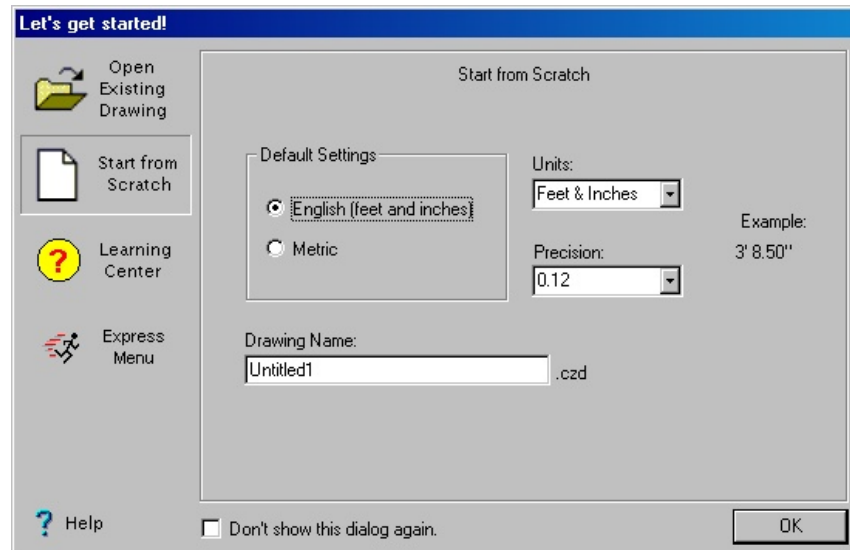 Let's get started!
Open
Existing
Drawing
Start from
Scratch
Learning
Center
Express
Menu
Help
Start from Scratch
Default Settings
English (feet and inches)
Metric
Units:
Feet & Inches
Precision:
0.12
Example:
3' 8.50''
Drawing Name:
Untitled1
.czd
Don't show this dialog again.
OK